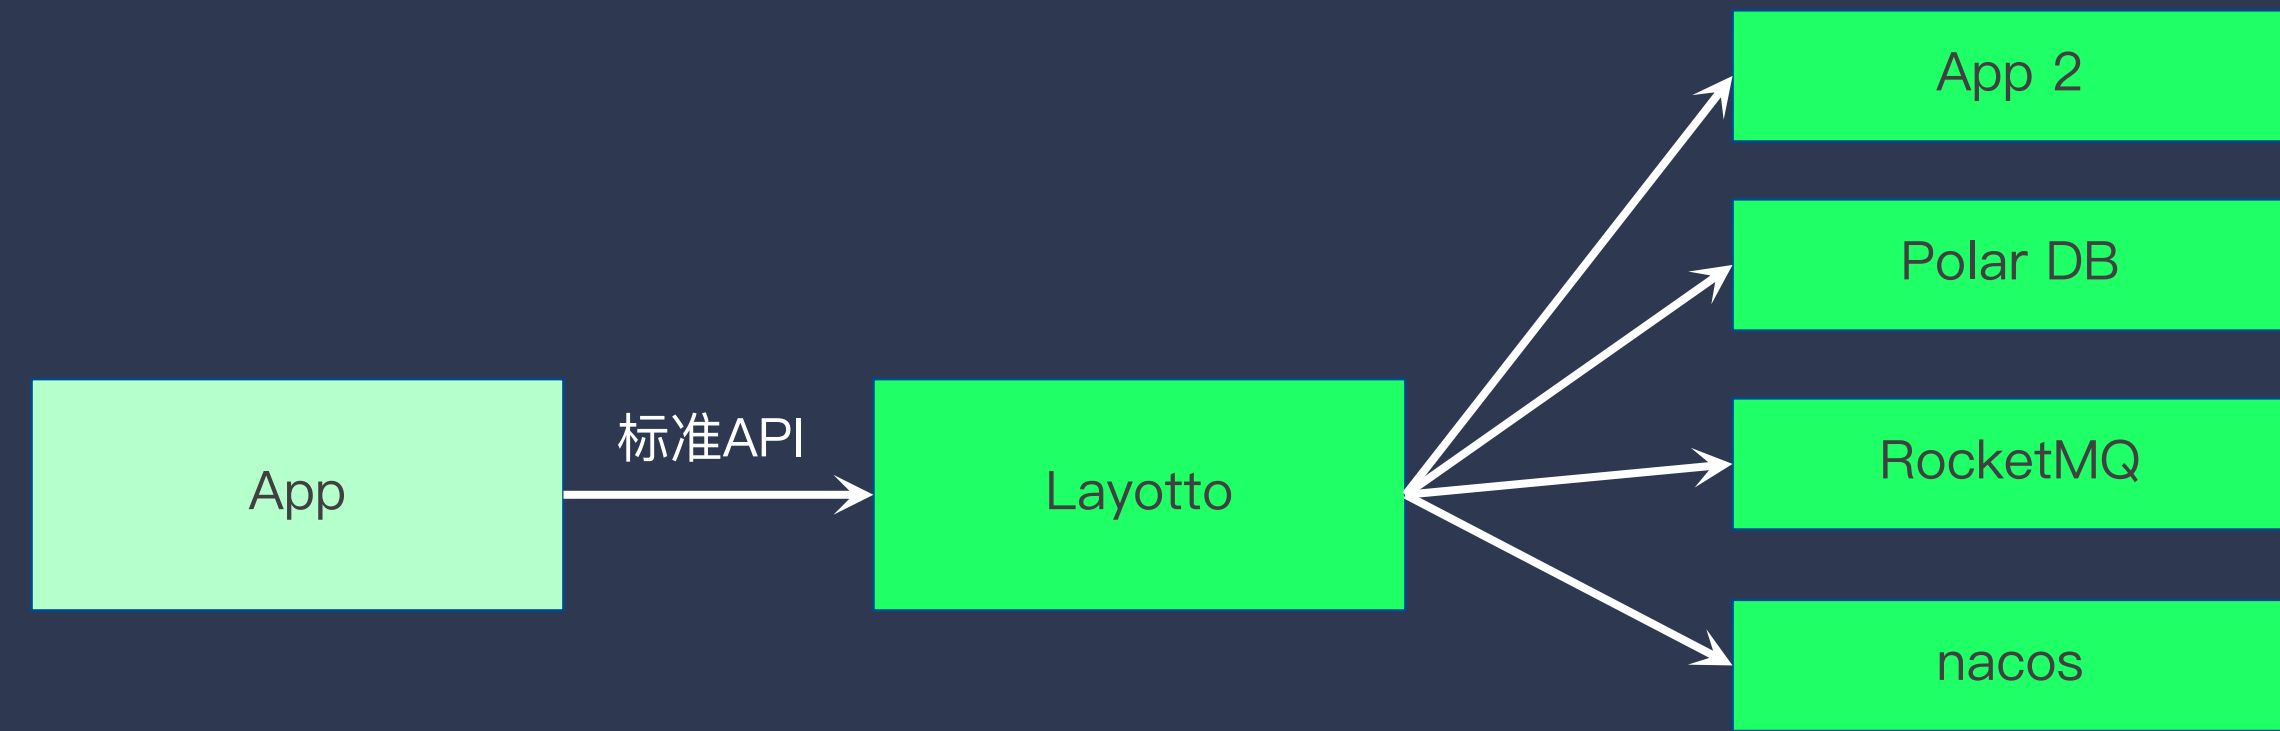 App
标准API
Layotto
App 2
Polar DB
RocketMQ
nacos